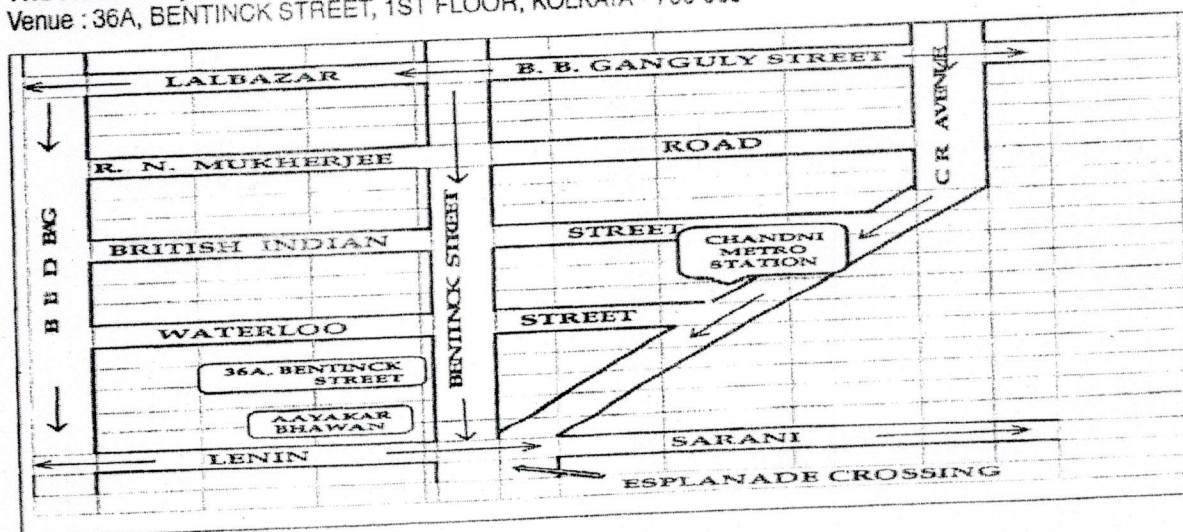 Venue : 36A, BENTINCK STREET, 1ST FLOOR, KOLKATA
LALBAZAR
B. B. GANGULY STREET
C R AVENUE
R. N. MUKHERJEE
ROAD
B B D BAG
BRITISH INDIAN
BENTINCK STREET
STREET
CHANDNI
METRO
STATION
WATERLOO
STREET
36A, BENTINCK
STREET
AAYAKAR
BHAWAN
LENIN
SARANI
ESPLANADE CROSSING